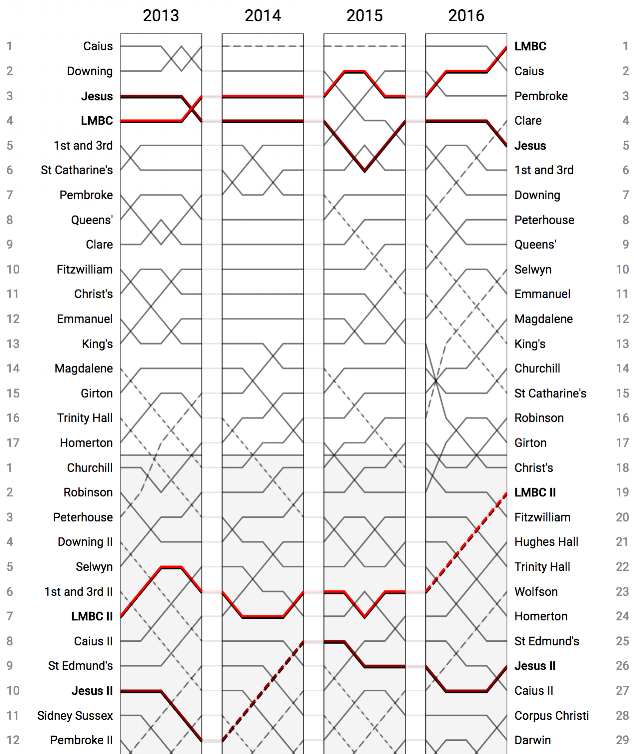 2013 2014 2015 2016
1 Caius LMBC 1
2 Downing Caius 2
3 Jesus Pembroke 3
4 LMBC Clare 4
5 1st and 3rd Jesus 5
6 St Catharine's 1st and 3rd 6
7 Pembroke Downing 7
8 Queens' Peterhouse 8
9 Clare Queens' 9
10 Fitzwilliam Selwyn 10
11 Christ's Emmanuel 11
12 Emmanuel Magdalene 12
13 King's King's 13
14 Magdalene Churchill 14
15 Girton St Catharine's 15
16 Trinity Hall Robinson 16
17 Homerton Girton 17
1 Churchill Christ's 18
2 Robinson LMBC II 19
3 Peterhouse Fitzwilliam 20
4 Downing II Hughes Hall 21
5 Selwyn Trinity Hall 22
6 1st and 3rd II Wolfson 23
7 LMBC II Homerton 24
8 Caius II St Edmund's 25
9 St Edmund's Jesus II 26
10 Jesus II Caius II 27
11 Sidney Sussex Corpus Christi 28
12 Pembroke II Darwin 29